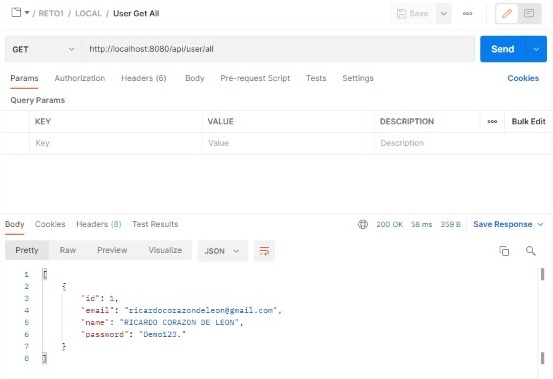 / RETO1 / LOCAL / User Get All
Save
GET http://localhost:8080/api/user/all Send
Params Authorization Headers (6) Body Pre-request Script Tests Settings Cookies
Query Params
KEY VALUE DESCRIPTION Bulk Edit
Key Value Description
Body Cookies Headers (8) Test Results 200 OK 58 ms 359 B Save Response
Pretty Raw Preview Visualize JSON
1 [
2 {
3 "id": 1,
4 "email": "ricardocorazondeleon@gmail.com",
5 "name": "RICARDO CORAZON DE LEON",
6 "password": "Demo123."
7 }
8 ]